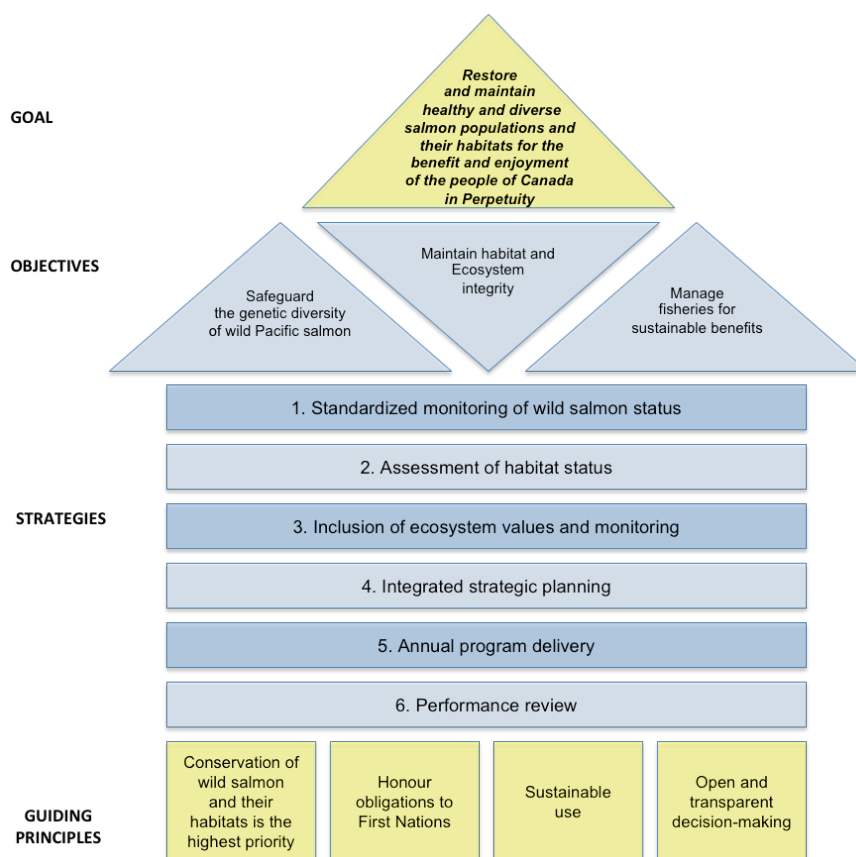 GOAL
Restore
and maintain
healthy and diverse
salmon populations and
their habitats for the
benefit and enjoyment
of the people of Canada
in Perpetuity
OBJECTIVES
Safeguard
the genetic diversity
of wild Pacific salmon
Maintain habitat and
Ecosystem
integrity
Manage
fisheries for
sustainable benefits
STRATEGIES
1. Standardized monitoring of wild salmon status
2. Assessment of habitat status
3. Inclusion of ecosystem values and monitoring
4. Integrated strategic planning
5. Annual program delivery
6. Performance review
GUIDING
PRINCIPLES
Conservation of
wild salmon
and their
habitats is the
highest priority
Honour
obligations to
First Nations
Sustainable
use
Open and
transparent
decision-making